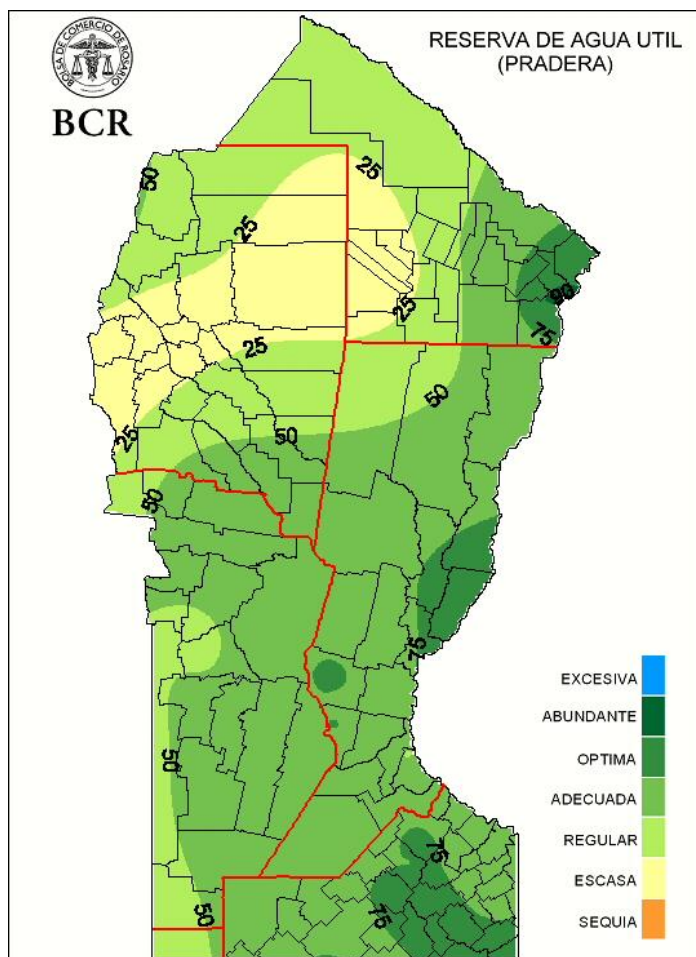 BOLSA DE COMERCIO DE ROSARIO
BCR
RESERVA DE AGUA UTIL
(PRADERA)
25
50
25
90
25
75
25
50
50
25
50
75
50
75
75
50
EXCESIVA
ABUNDANTE
OPTIMA
ADECUADA
REGULAR
ESCASA
SEQUIA